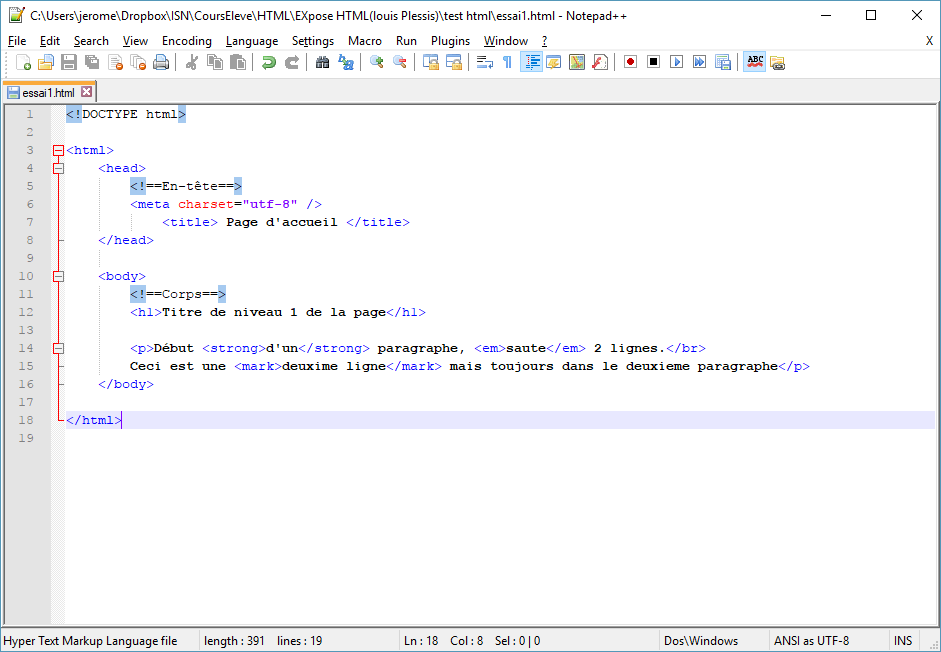 C:\Users\jerome\Dropbox\ISN\CoursEleve\HTML\EXpose HTML(louis Plessis)\test html\essai1.html - Notepad++
File Edit Search View Encoding Language Settings Macro Run Plugins Window ? X
ABC
essai1.html
1 <!DOCTYPE html>
2
3 <html>
4 <head>
5 <!==En-tête==>
6 <meta charset="utf-8" />
7 <title> Page d'accueil </title>
8 </head>
9
10 <body>
11 <!==Corps==>
12 <h1>Titre de niveau 1 de la page</h1>
13
14 <p>Début <strong>d'un</strong> paragraphe, <em>saute</em> 2 lignes.</br>
15 Ceci est une <mark>deuxime ligne</mark> mais toujours dans le deuxieme paragraphe</p>
16 </body>
17
18 </html>
19
Hyper Text Markup Language file length : 391 lines : 19 Ln : 18 Col : 8 Sel : 0 | 0 Dos\Windows ANSI as UTF-8 INS